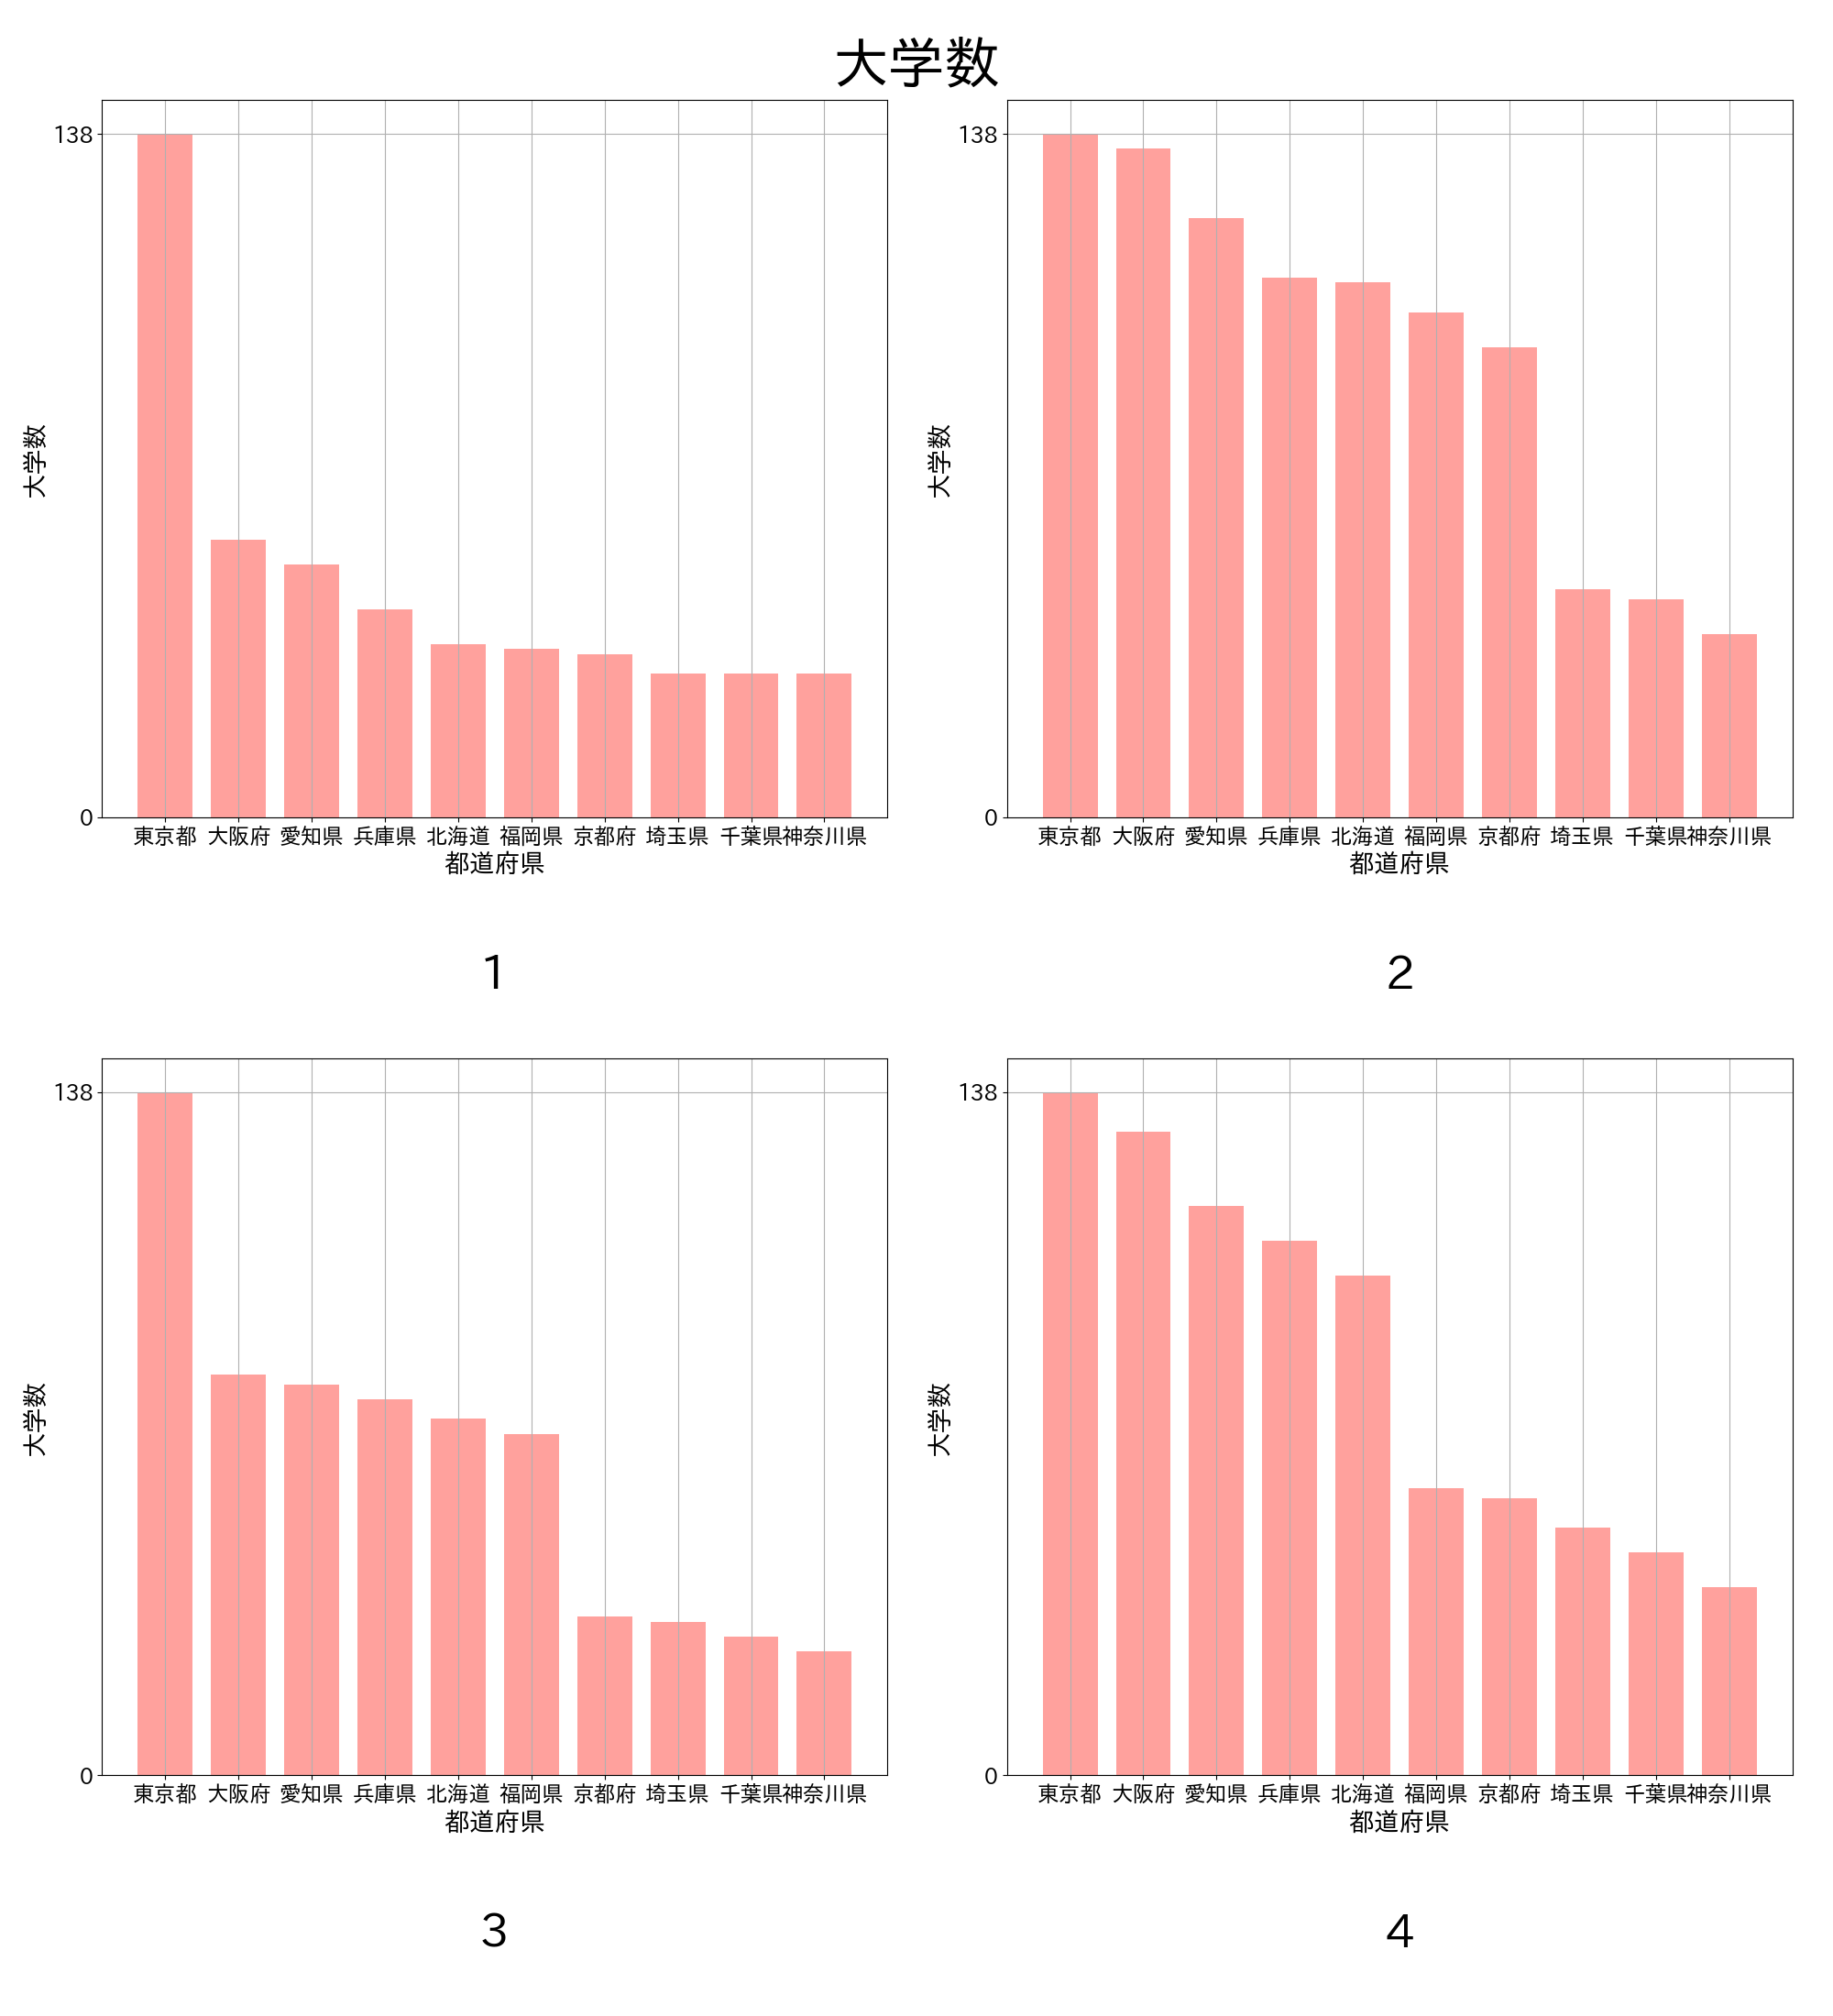 大学数
138
大学数
0
東京都 大阪府 愛知県 兵庫県 北海道 福岡県 京都府 埼玉県 千葉県 神奈川県
都道府県
1
138
大学数
0
東京都 大阪府 愛知県 兵庫県 北海道 福岡県 京都府 埼玉県 千葉県 神奈川県
都道府県
2
138
大学数
0
東京都 大阪府 愛知県 兵庫県 北海道 福岡県 京都府 埼玉県 千葉県 神奈川県
都道府県
3
138
大学数
0
東京都 大阪府 愛知県 兵庫県 北海道 福岡県 京都府 埼玉県 千葉県 神奈川県
都道府県
4